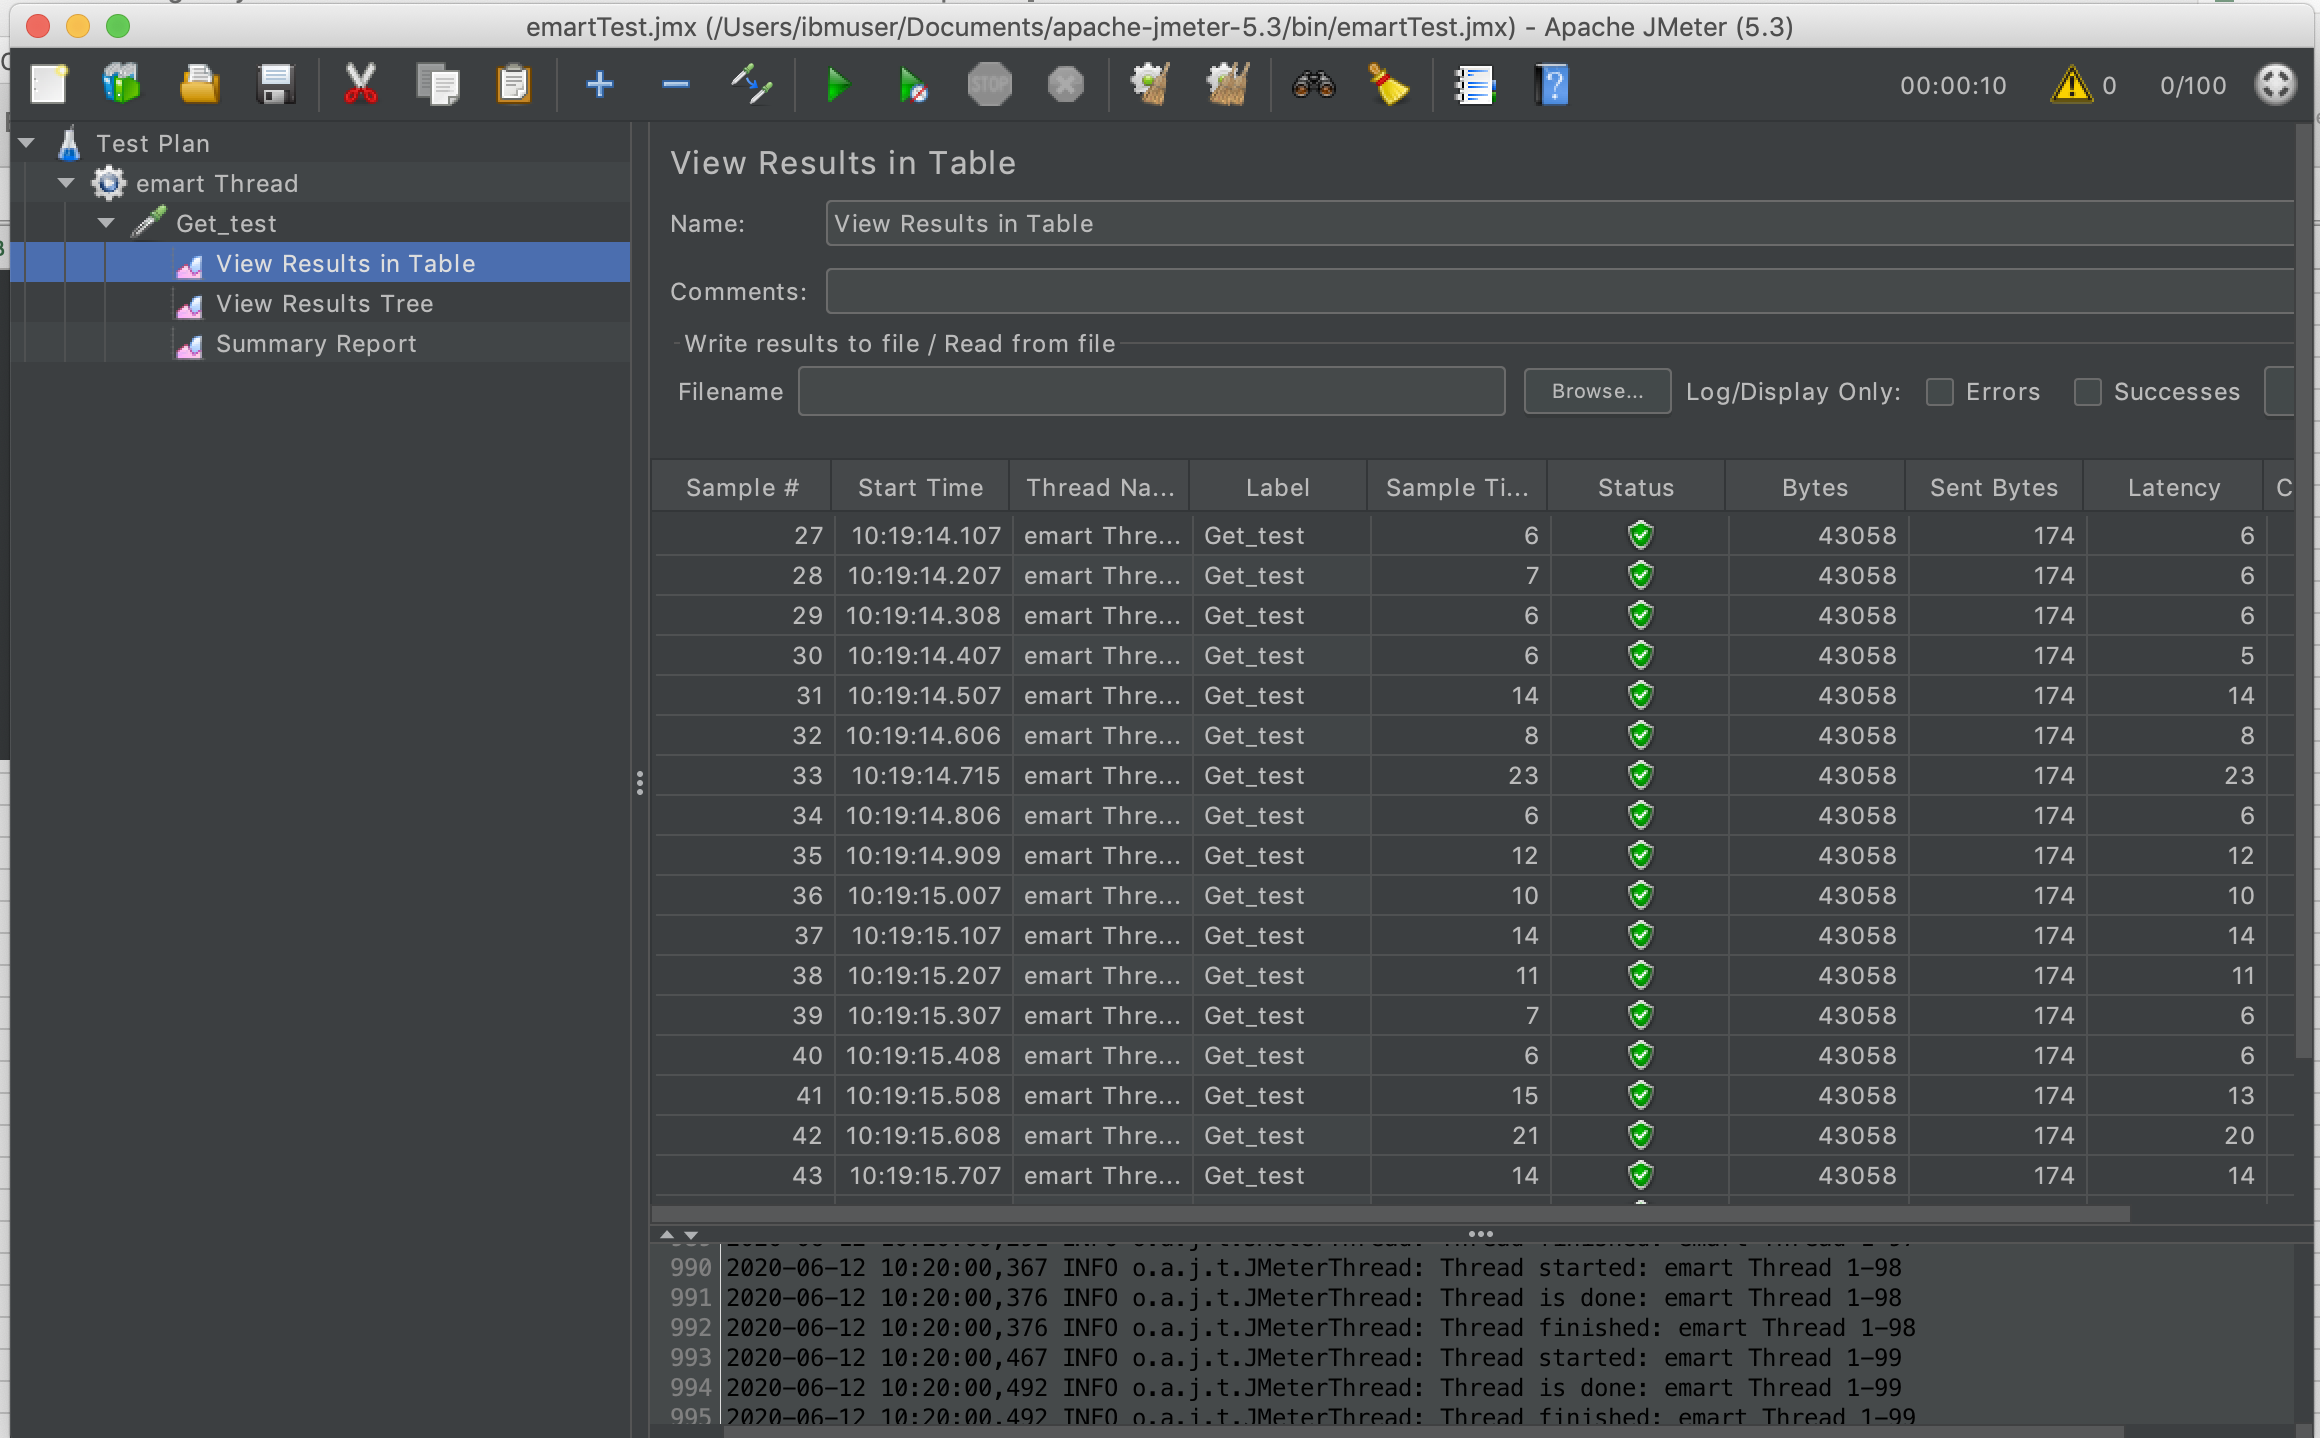 emartTest.jmx (/Users/ibmuser/Documents/apache-jmeter-5.3/bin/emartTest.jmx) - Apache JMeter (5.3)
STOP
00:00:10 0 0/100
Test Plan
emart Thread
Get_test
View Results in Table
View Results Tree
Summary Report
View Results in Table
Name: View Results in Table
Comments:
Write results to file / Read from file
Filename Browse... Log/Display Only: Errors Successes
Sample # Start Time Thread Na... Label Sample Ti... Status Bytes Sent Bytes Latency C
27 10:19:14.107 emart Thre... Get_test 6 43058 174 6
28 10:19:14.207 emart Thre... Get_test 7 43058 174 6
29 10:19:14.308 emart Thre... Get_test 6 43058 174 6
30 10:19:14.407 emart Thre... Get_test 6 43058 174 5
31 10:19:14.507 emart Thre... Get_test 14 43058 174 14
32 10:19:14.606 emart Thre... Get_test 8 43058 174 8
33 10:19:14.715 emart Thre... Get_test 23 43058 174 23
34 10:19:14.806 emart Thre... Get_test 6 43058 174 6
35 10:19:14.909 emart Thre... Get_test 12 43058 174 12
36 10:19:15.007 emart Thre... Get_test 10 43058 174 10
37 10:19:15.107 emart Thre... Get_test 14 43058 174 14
38 10:19:15.207 emart Thre... Get_test 11 43058 174 11
39 10:19:15.307 emart Thre... Get_test 7 43058 174 6
40 10:19:15.408 emart Thre... Get_test 6 43058 174 6
41 10:19:15.508 emart Thre... Get_test 15 43058 174 13
42 10:19:15.608 emart Thre... Get_test 21 43058 174 20
43 10:19:15.707 emart Thre... Get_test 14 43058 174 14
990 2020-06-12 10:20:00,367 INFO o.a.j.t.JMeterThread: Thread started: emart Thread 1-98
991 2020-06-12 10:20:00,376 INFO o.a.j.t.JMeterThread: Thread is done: emart Thread 1-98
992 2020-06-12 10:20:00,376 INFO o.a.j.t.JMeterThread: Thread finished: emart Thread 1-98
993 2020-06-12 10:20:00,467 INFO o.a.j.t.JMeterThread: Thread started: emart Thread 1-99
994 2020-06-12 10:20:00,492 INFO o.a.j.t.JMeterThread: Thread is done: emart Thread 1-99
995 2020-06-12 10:20:00,492 INFO o.a.j.t.JMeterThread: Thread finished: emart Thread 1-99